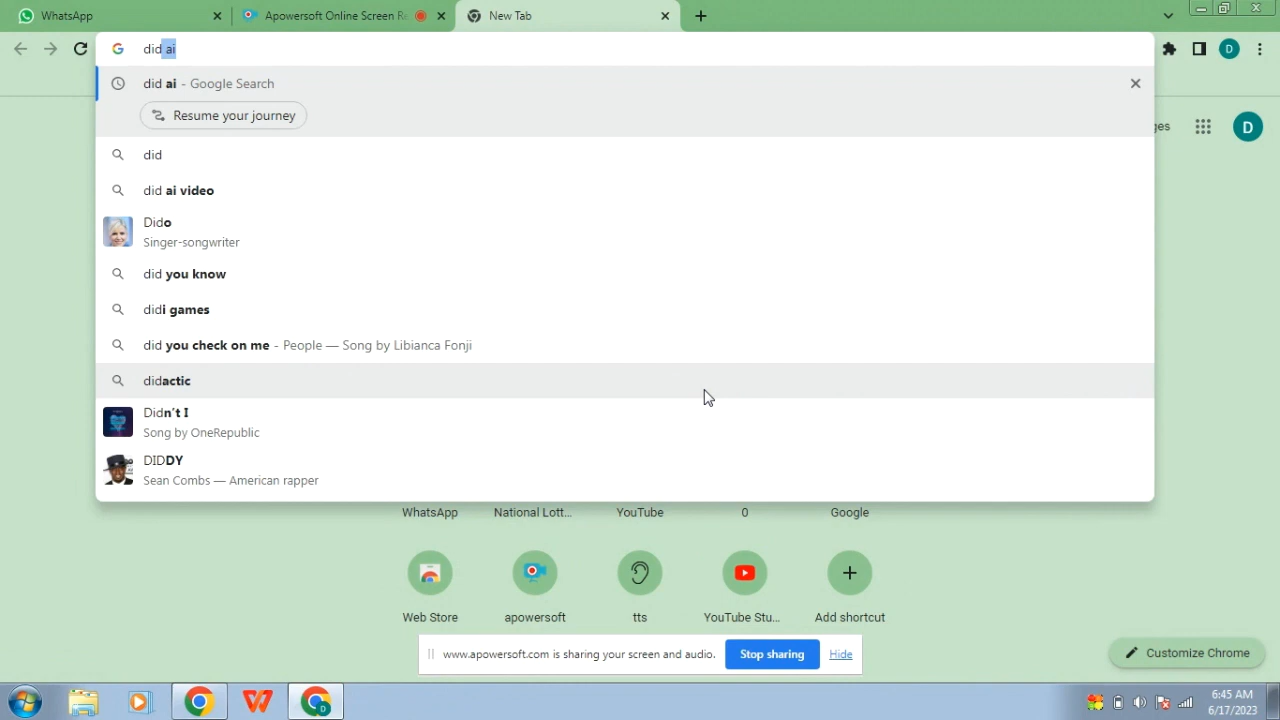 WhatsApp
Apowersoft Online Screen Re
New Tab
did ai
D
did ai - Google Search
Resume your journey
ges
D
did
did ai video
Dido
Singer-songwriter
did you know
didi games
did you check on me - People — Song by Libianca Fonji
didactic
Didn't I
Song by OneRepublic
DIDDY
Sean Combs — American rapper
WhatsApp National Lott... YouTube 0 Google
Web Store apowersoft tts YouTube Stu... Add shortcut
www.apowersoft.com is sharing your screen and audio. Stop sharing Hide
Customize Chrome
6:45 AM
6/17/2023